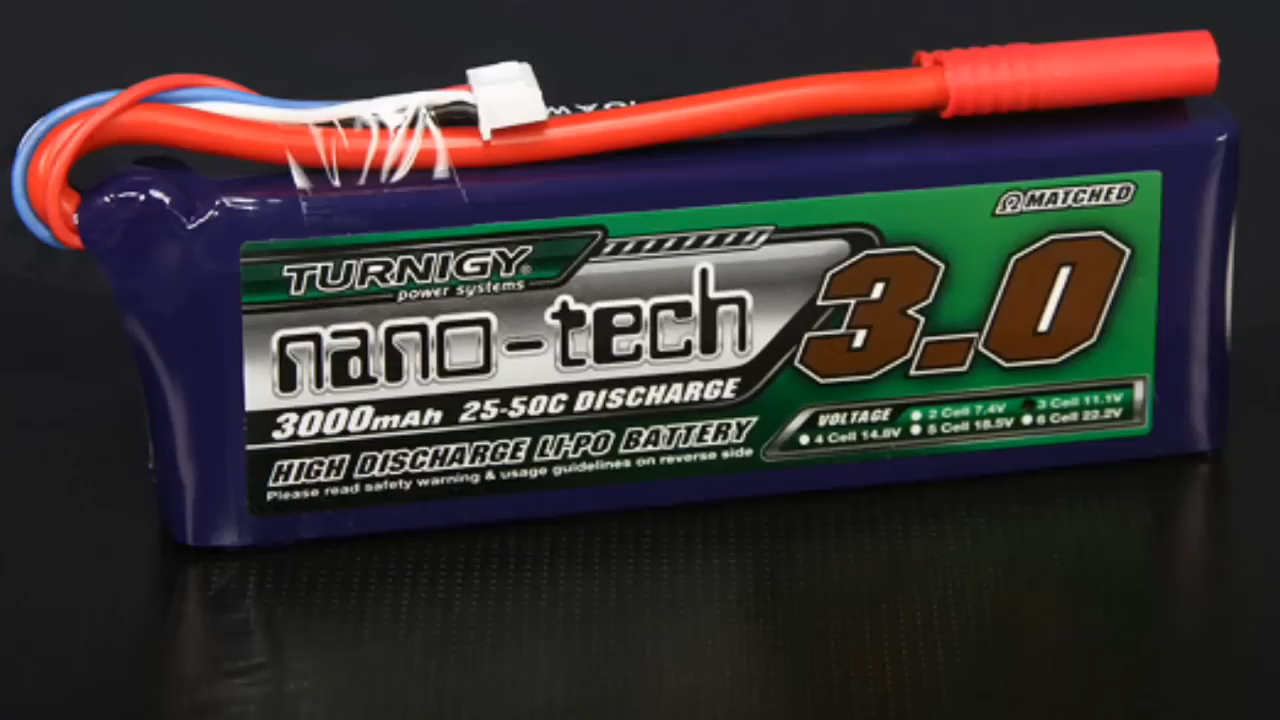 Ω MATCHED
TURNIGY®
power systems
nano-tech
3.0
3000mAh 25-50C DISCHARGE
HIGH DISCHARGE LI-PO BATTERY
Please read safety warning & usage guidelines on reverse side
VOLTAGE 2 Cell 7.4V 3 Cell 11.1V
4 Cell 14.8V 5 Cell 18.5V 6 Cell 22.2V